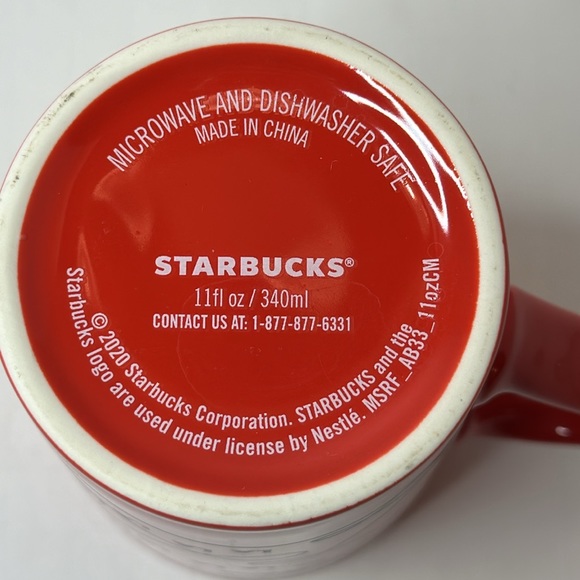 MICROWAVE AND DISHWASHER SAFE
MADE IN CHINA
STARBUCKS®
11fl oz / 340ml
CONTACT US AT: 1-877-877-6331
© 2020 Starbucks Corporation. STARBUCKS and the
Starbucks logo are used under license by Nestlé. MSRF_AB33_11ozCM